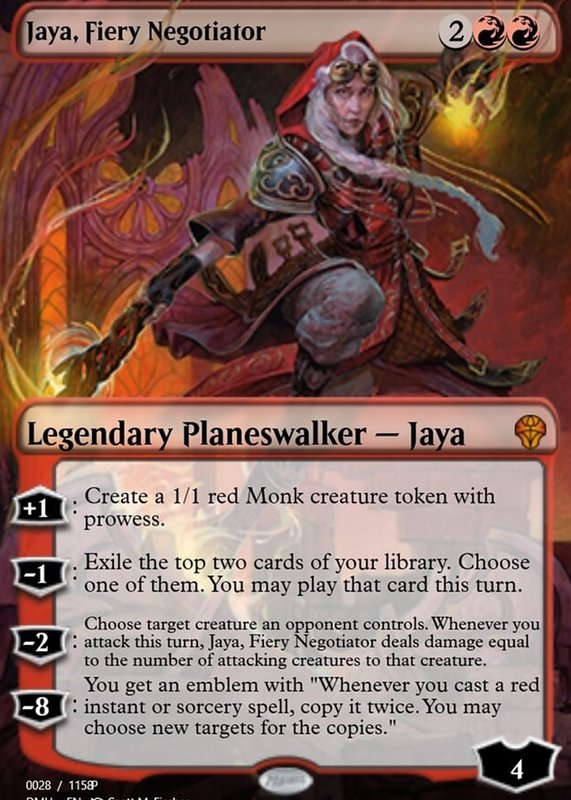 Jaya, Fiery Negotiator 2
Legendary Planeswalker — Jaya
+1 : Create a 1/1 red Monk creature token with
prowess.
−1 : Exile the top two cards of your library. Choose
one of them. You may play that card this turn.
Choose target creature an opponent controls. Whenever you
−2 : attack this turn, Jaya, Fiery Negotiator deals damage equal
to the number of attacking creatures to that creature.
You get an emblem with "Whenever you cast a red
−8 : instant or sorcery spell, copy it twice. You may
choose new targets for the copies."
4
0028 / 1158P